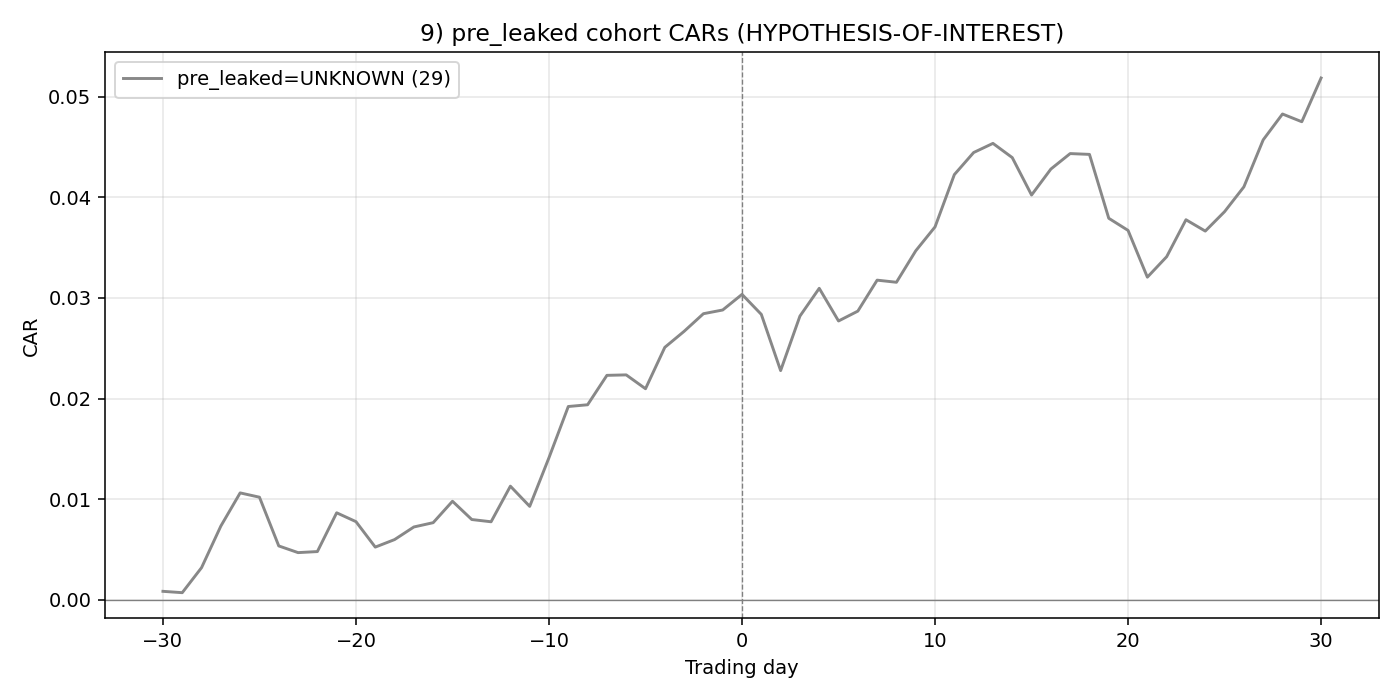 9) pre_leaked cohort CARs (HYPOTHESIS-OF-INTEREST)
pre_leaked=UNKNOWN (29)
0.05
0.04
0.03
0.02
0.01
0.00
CAR
−30 −20 −10 0 10 20 30
Trading day